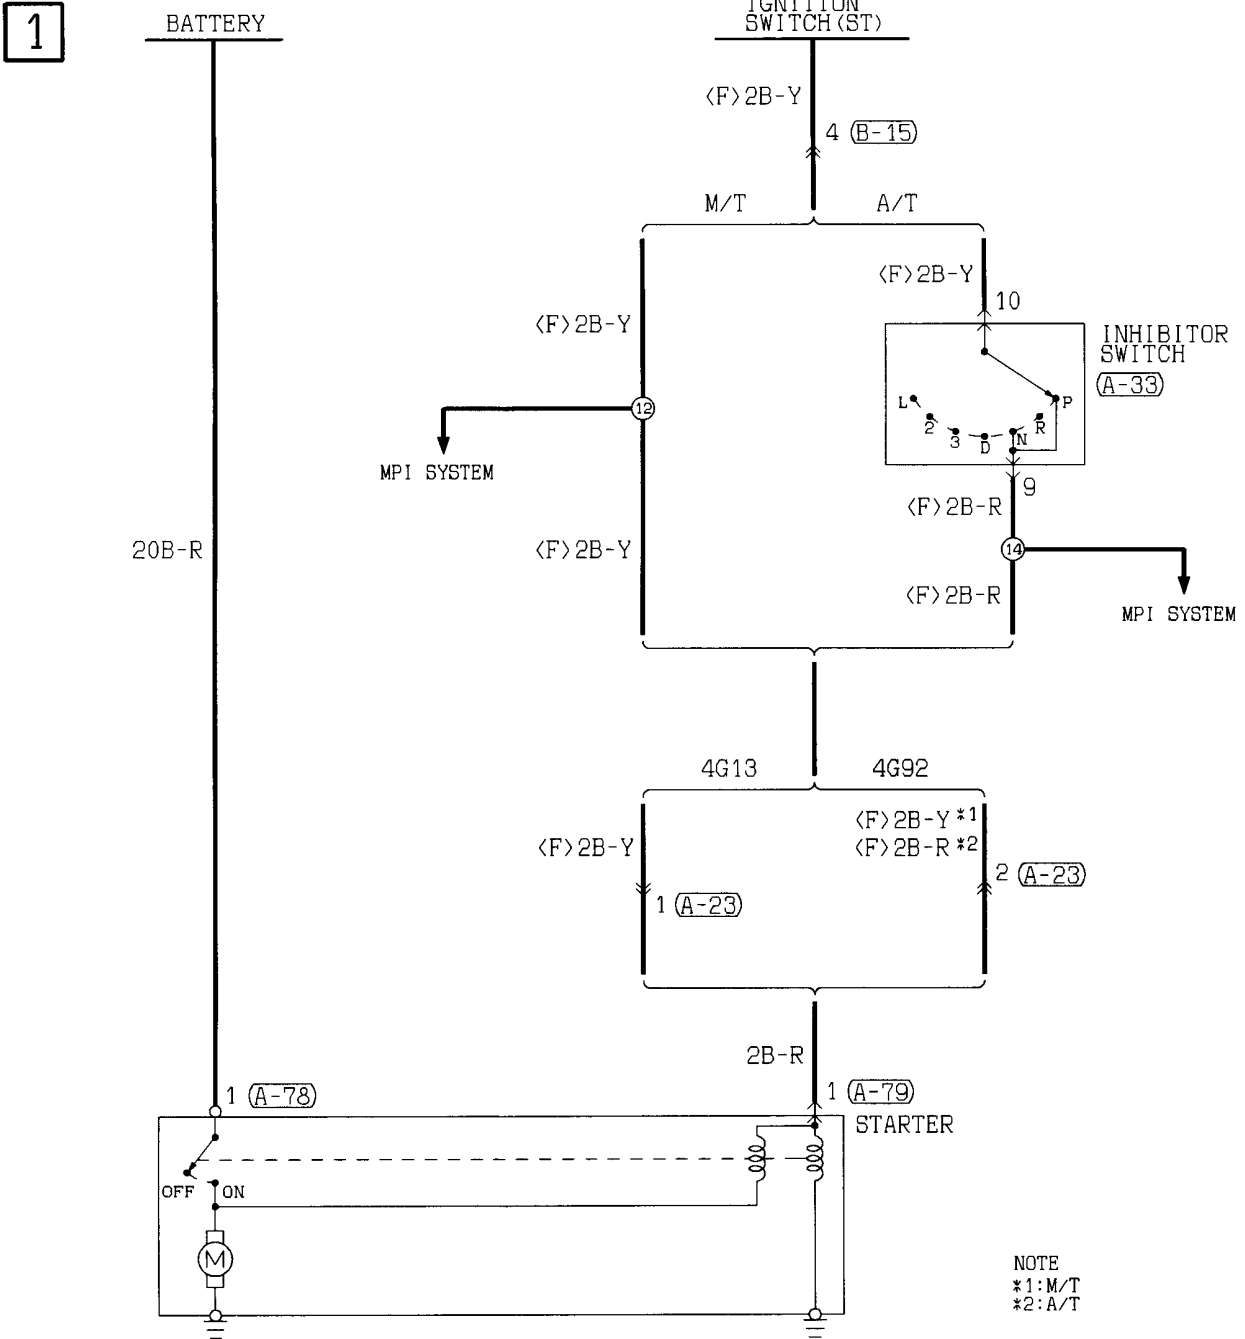 1
BATTERY
IGNITION
SWITCH(ST)
<F>2B-Y
4 (B-15)
M/T
A/T
<F>2B-Y
10
<F>2B-Y
INHIBITOR
SWITCH
(A-33)
L
2
3
D
N
R
P
12
MPI SYSTEM
9
<F>2B-R
20B-R
<F>2B-Y
14
<F>2B-R
MPI SYSTEM
4G13
4G92
<F>2B-Y *1
<F>2B-Y
<F>2B-R *2
2 (A-23)
1 (A-23)
2B-R
1 (A-78)
1 (A-79)
STARTER
OFF
ON
M
NOTE
*1:M/T
*2:A/T